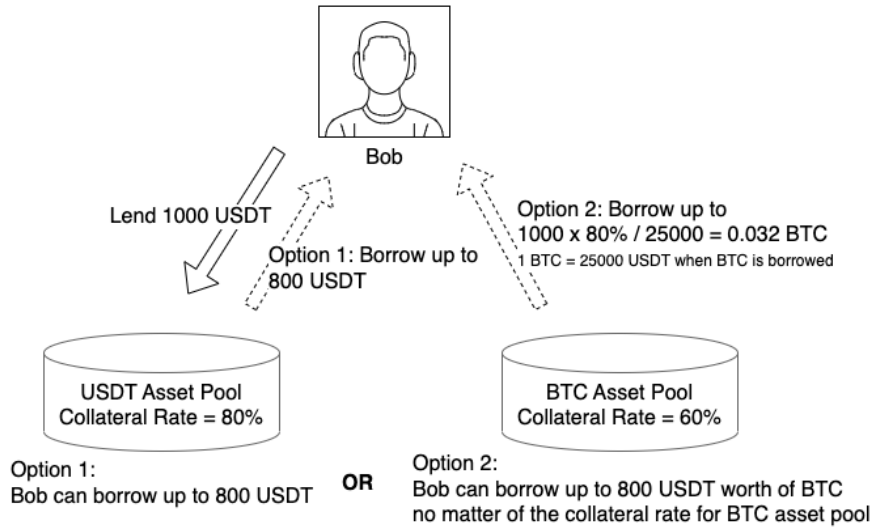 Bob
Lend 1000 USDT
Option 1: Borrow up to
800 USDT
Option 2: Borrow up to
1000 x 80% / 25000 = 0.032 BTC
1 BTC = 25000 USDT when BTC is borrowed
USDT Asset Pool
Collateral Rate = 80%
BTC Asset Pool
Collateral Rate = 60%
Option 1:
Bob can borrow up to 800 USDT
OR
Option 2:
Bob can borrow up to 800 USDT worth of BTC
no matter of the collateral rate for BTC asset pool